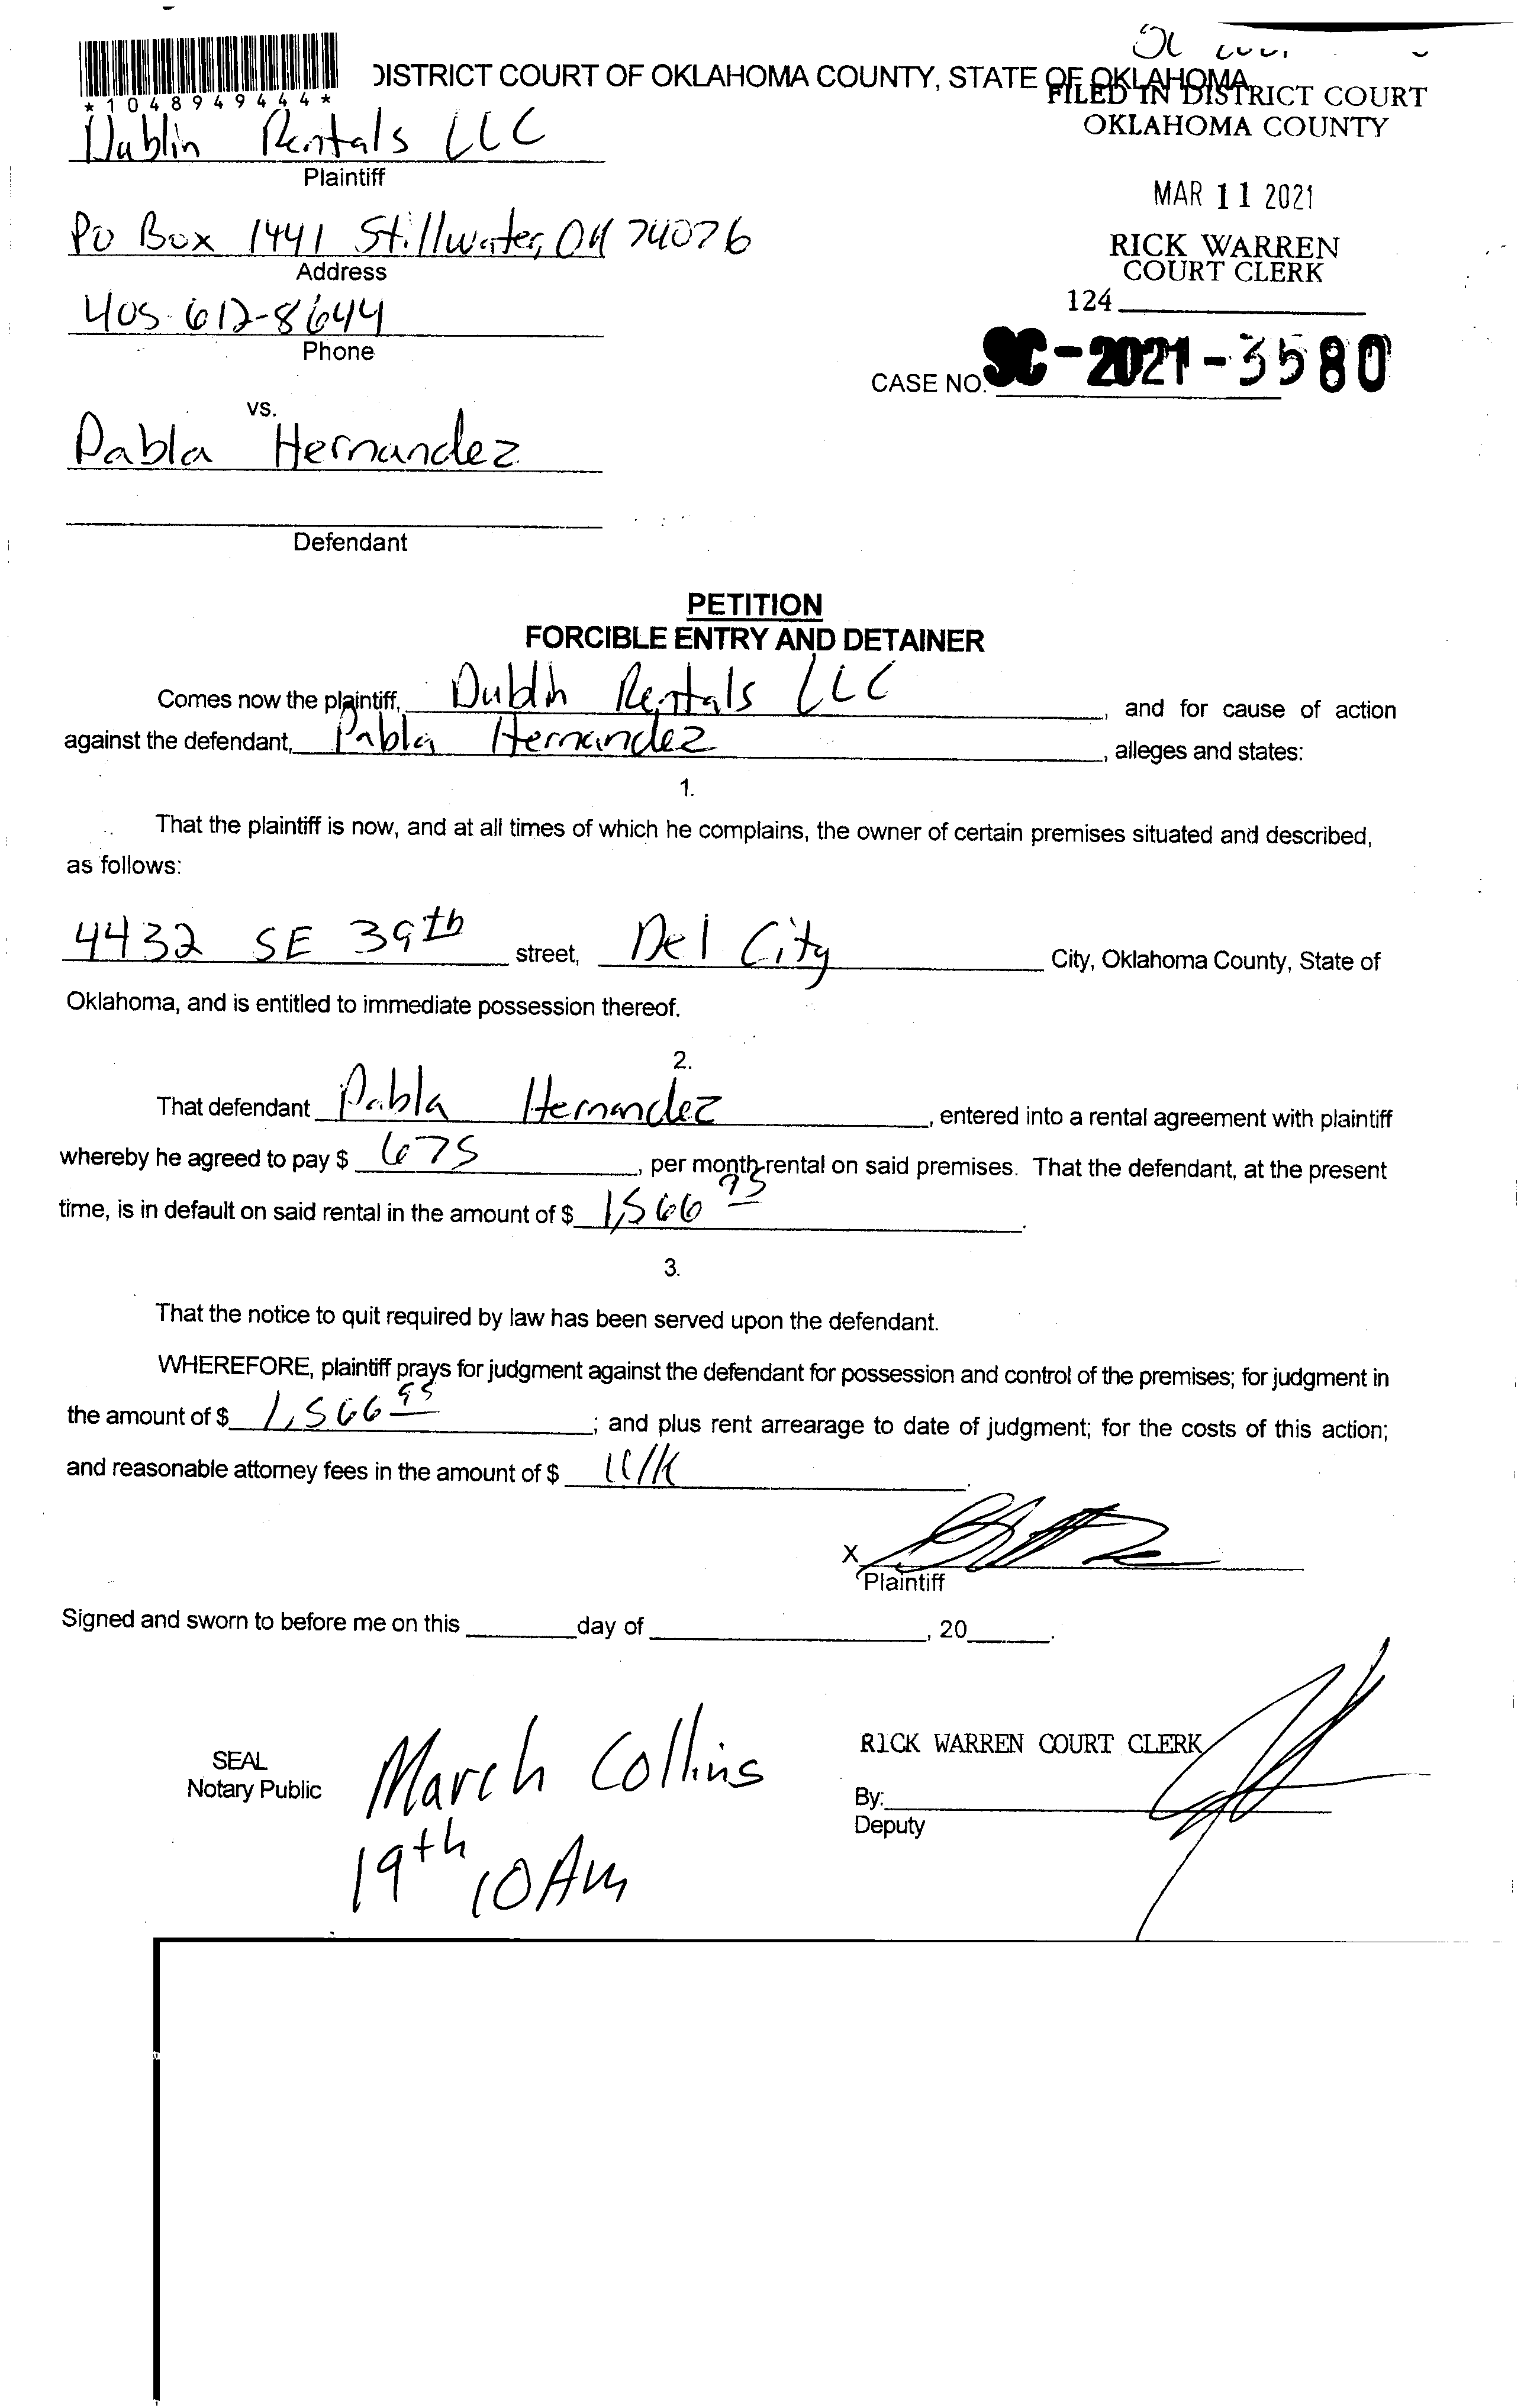 DISTRICT COURT OF OKLAHOMA COUNTY, STATE OF OKLAHOMA
*1048949444*
FILED IN DISTRICT COURT
OKLAHOMA COUNTY
Dublin Rentals LLC
Plaintiff
MAR 11 2021
PO Box 1441 Stillwater, OK 74076
Address
RICK WARREN
COURT CLERK
405-612-8644
Phone
124
CASE NO. SC-2021-3580
vs.
Pabla Hernandez
Defendant
PETITION
FORCIBLE ENTRY AND DETAINER
Comes now the plaintiff, Dublin Rentals LLC, and for cause of action
against the defendant, Pabla Hernandez, alleges and states:
1.
That the plaintiff is now, and at all times of which he complains, the owner of certain premises situated and described,
as follows:
4432 SE 39th street, Del City City, Oklahoma County, State of
Oklahoma, and is entitled to immediate possession thereof.
2.
That defendant Pabla Hernandez, entered into a rental agreement with plaintiff
whereby he agreed to pay $ 675, per month rental on said premises. That the defendant, at the present
time, is in default on said rental in the amount of $ 1,566 95.
3.
That the notice to quit required by law has been served upon the defendant.
WHEREFORE, plaintiff prays for judgment against the defendant for possession and control of the premises; for judgment in
the amount of $ 1,566 95; and plus rent arrearage to date of judgment; for the costs of this action;
and reasonable attorney fees in the amount of $
X
Plaintiff
Signed and sworn to before me on this day of , 20 .
SEAL
Notary Public
March Collins
19th 10 AM
RICK WARREN COURT CLERK
By:
Deputy